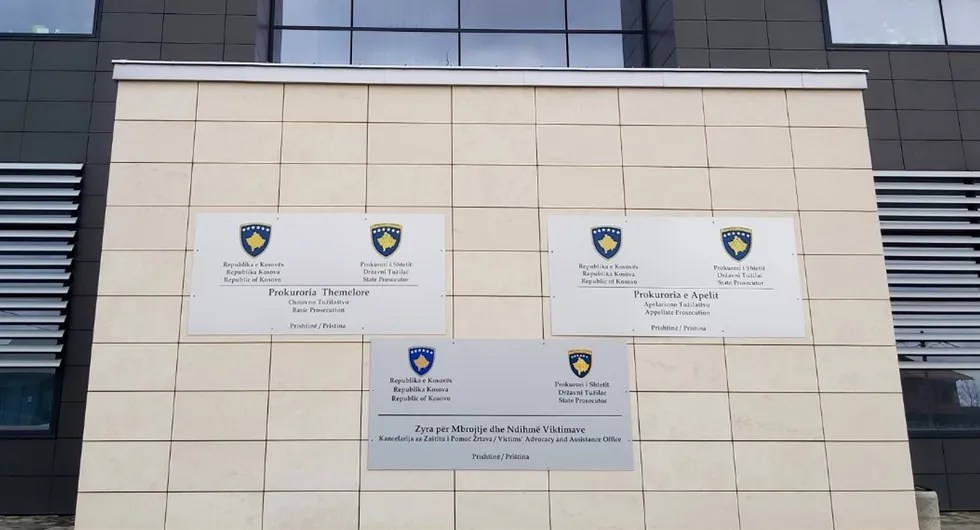 Republika e Kosovës
Republika Kosova
Republic of Kosovo
Prokurori i Shtetit
Državni Tužilac
State Prosecutor
Prokuroria Themelore
Osnovno Tužilaštvo
Basic Prosecution
Prishtinë / Priština
Republika e Kosovës
Republika Kosova
Republic of Kosovo
Prokurori i Shtetit
Državni Tužilac
State Prosecutor
Prokuroria e Apelit
Apelaciono Tužilaštvo
Appellate Prosecution
Prishtinë / Priština
Republika e Kosovës
Republika Kosova
Republic of Kosovo
Prokurori i Shtetit
Državni Tužilac
State Prosecutor
Zyra për Mbrojtje dhe Ndihmë Viktimave
Kancelarija za Zaštitu i Pomoć Žrtava / Victims' Advocacy and Assistance Office
Prishtinë / Priština